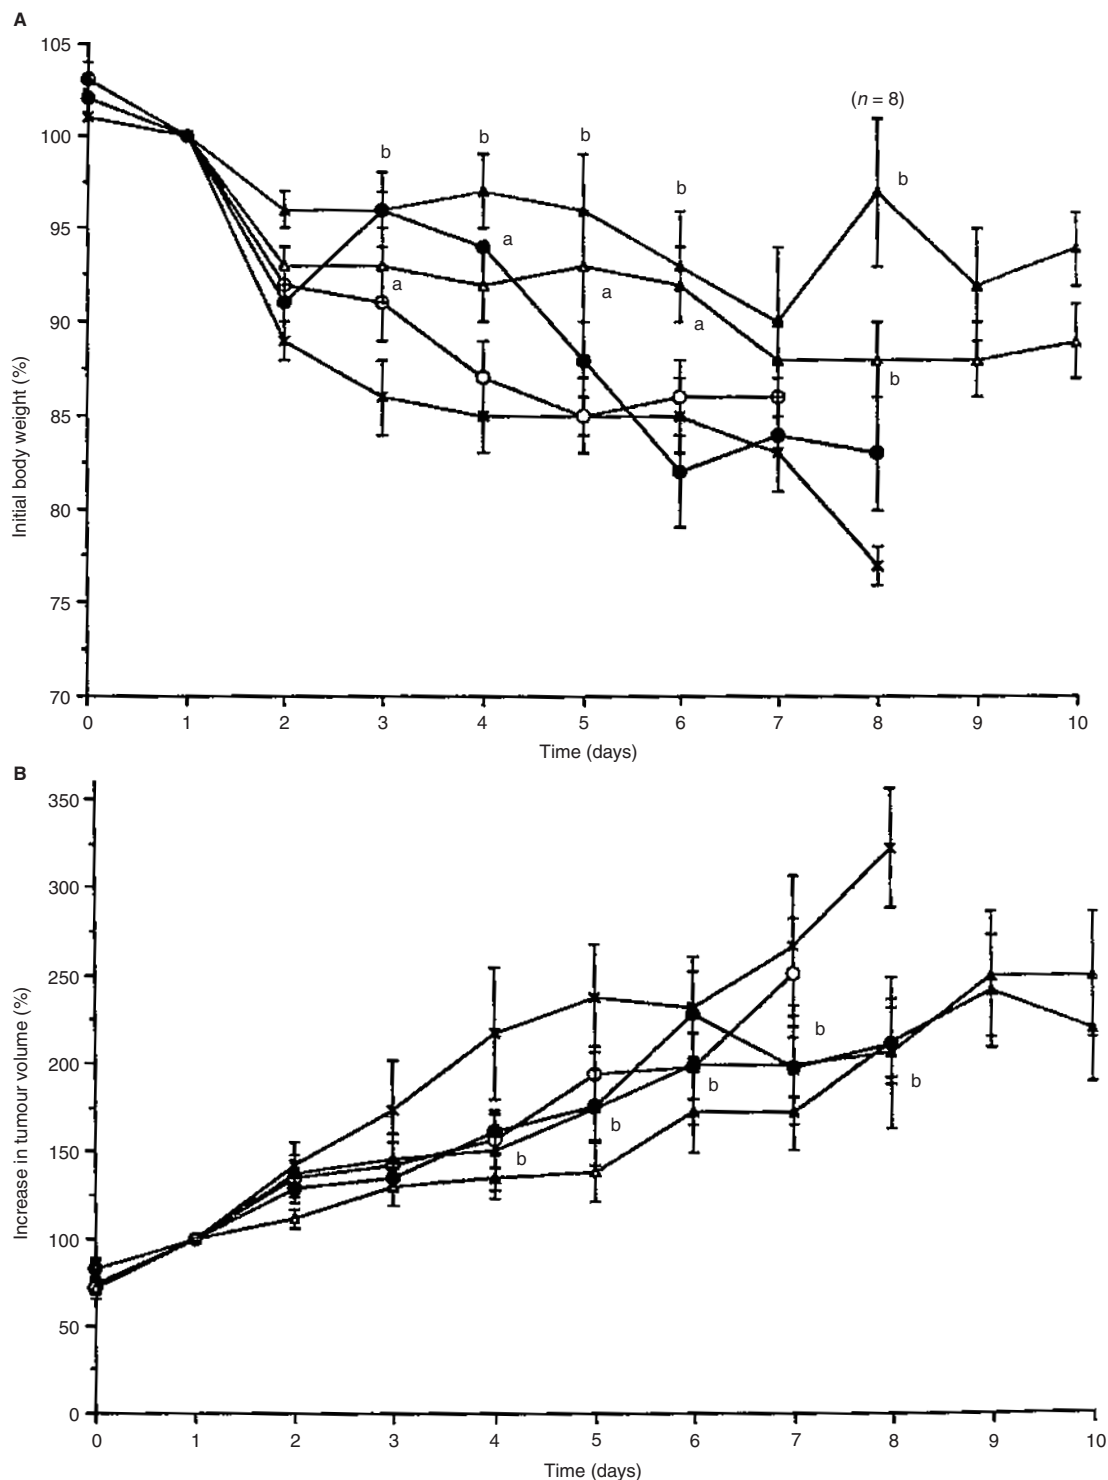 A
105
100
95
90
85
80
75
70
Initial body weight (%)
(n = 8)
b
b
b
b
b
a
a
a
a
b
0 1 2 3 4 5 6 7 8 9 10
Time (days)
B
350
300
250
200
150
100
50
0
Increase in tumour volume (%)
b
b
b
b
b
0 1 2 3 4 5 6 7 8 9 10
Time (days)